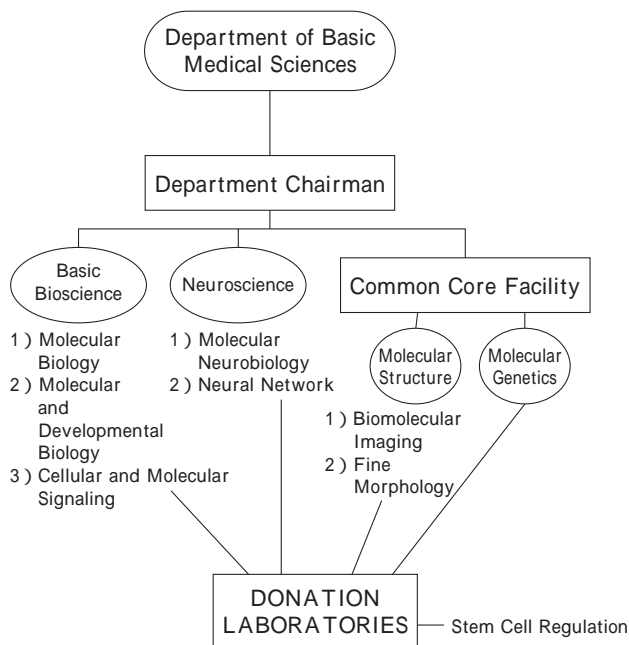 Department of Basic
Medical Sciences
Department Chairman
Basic
Bioscience
Neuroscience
Common Core Facility
1) Molecular
Biology
2) Molecular
and
Developmental
Biology
3) Cellular and Molecular
Signaling
1) Molecular
Neurobiology
2) Neural Network
Molecular
Structure
Molecular
Genetics
1) Biomolecular
Imaging
2) Fine
Morphology
DONATION
LABORATORIES
Stem Cell Regulation